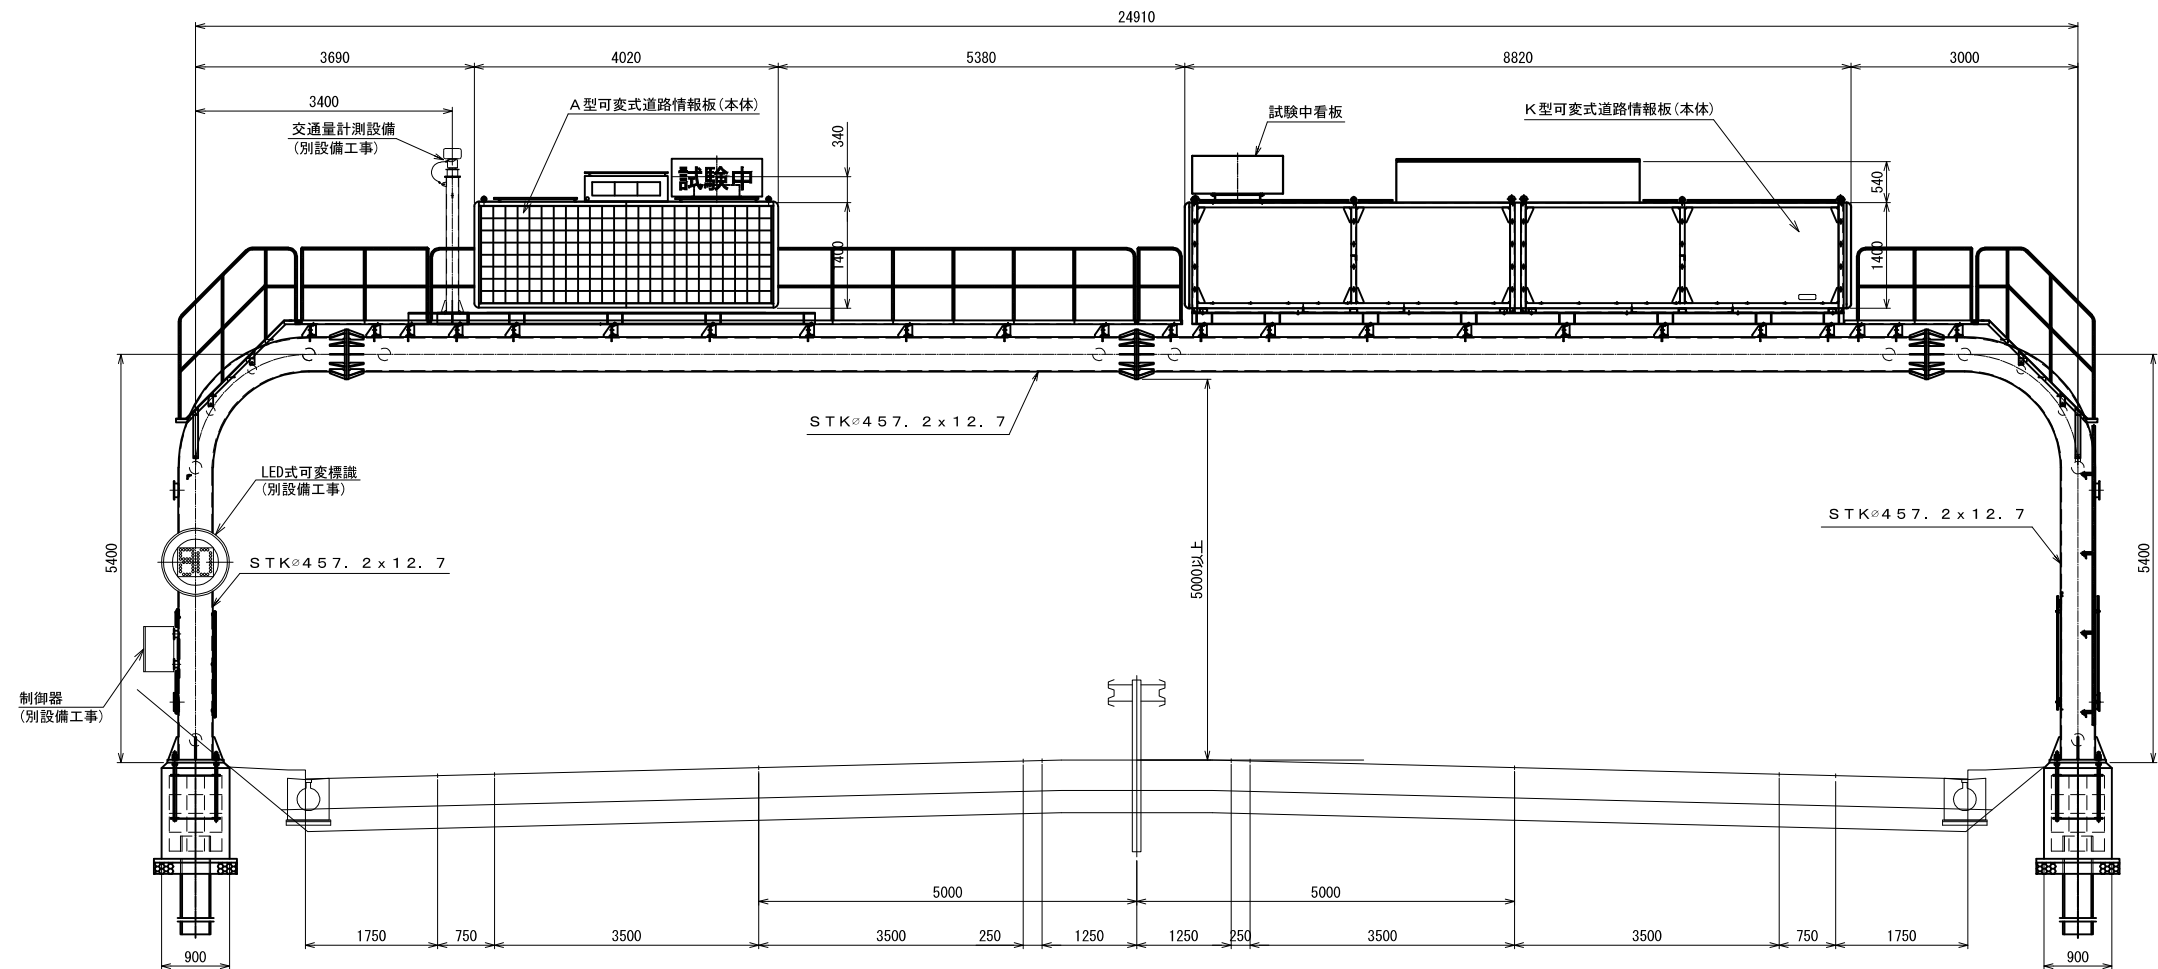 24910
3690
4020
5380
8820
3000
3400
A型可変式道路情報板(本体)
試験中看板
K型可変式道路情報板(本体)
交通量計測設備
(別設備工事)
340
試験中
540
1400
1400
STK⌀457.2x12.7
LED式可変標識
(別設備工事)
50
STK⌀457.2x12.7
STK⌀457.2x12.7
5400
5000以上
5400
制御器
(別設備工事)
5000
5000
1750
750
3500
3500
250
1250
1250
250
3500
3500
750
1750
900
900